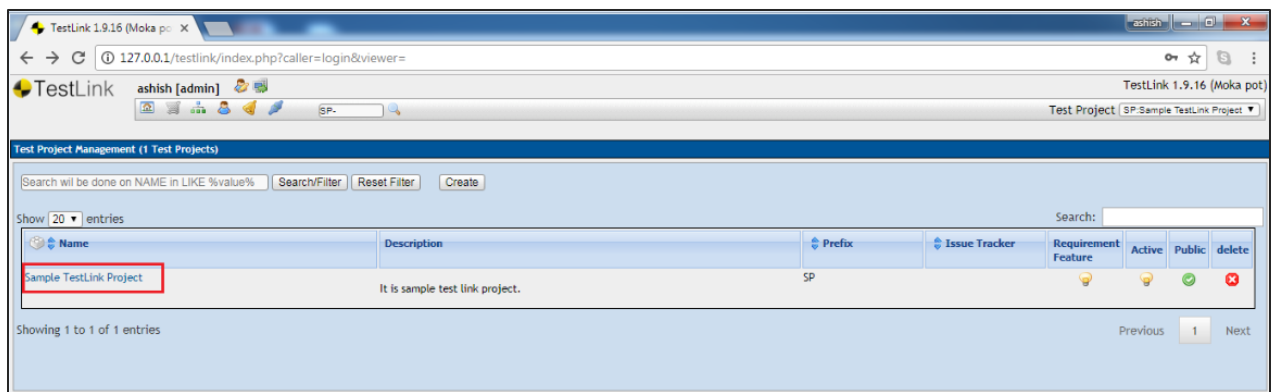 TestLink 1.9.16 (Moka po
ashish
127.0.0.1/testlink/index.php?caller=login&viewer=
TestLink ashish [admin] TestLink 1.9.16 (Moka pot)
SP- Test Project SP:Sample TestLink Project
Test Project Management (1 Test Projects)
Search wil be done on NAME in LIKE %value% Search/Filter Reset Filter Create
Show 20 entries Search:
Name Description Prefix Issue Tracker Requirement Feature Active Public delete
Sample TestLink Project It is sample test link project. SP
Showing 1 to 1 of 1 entries Previous 1 Next